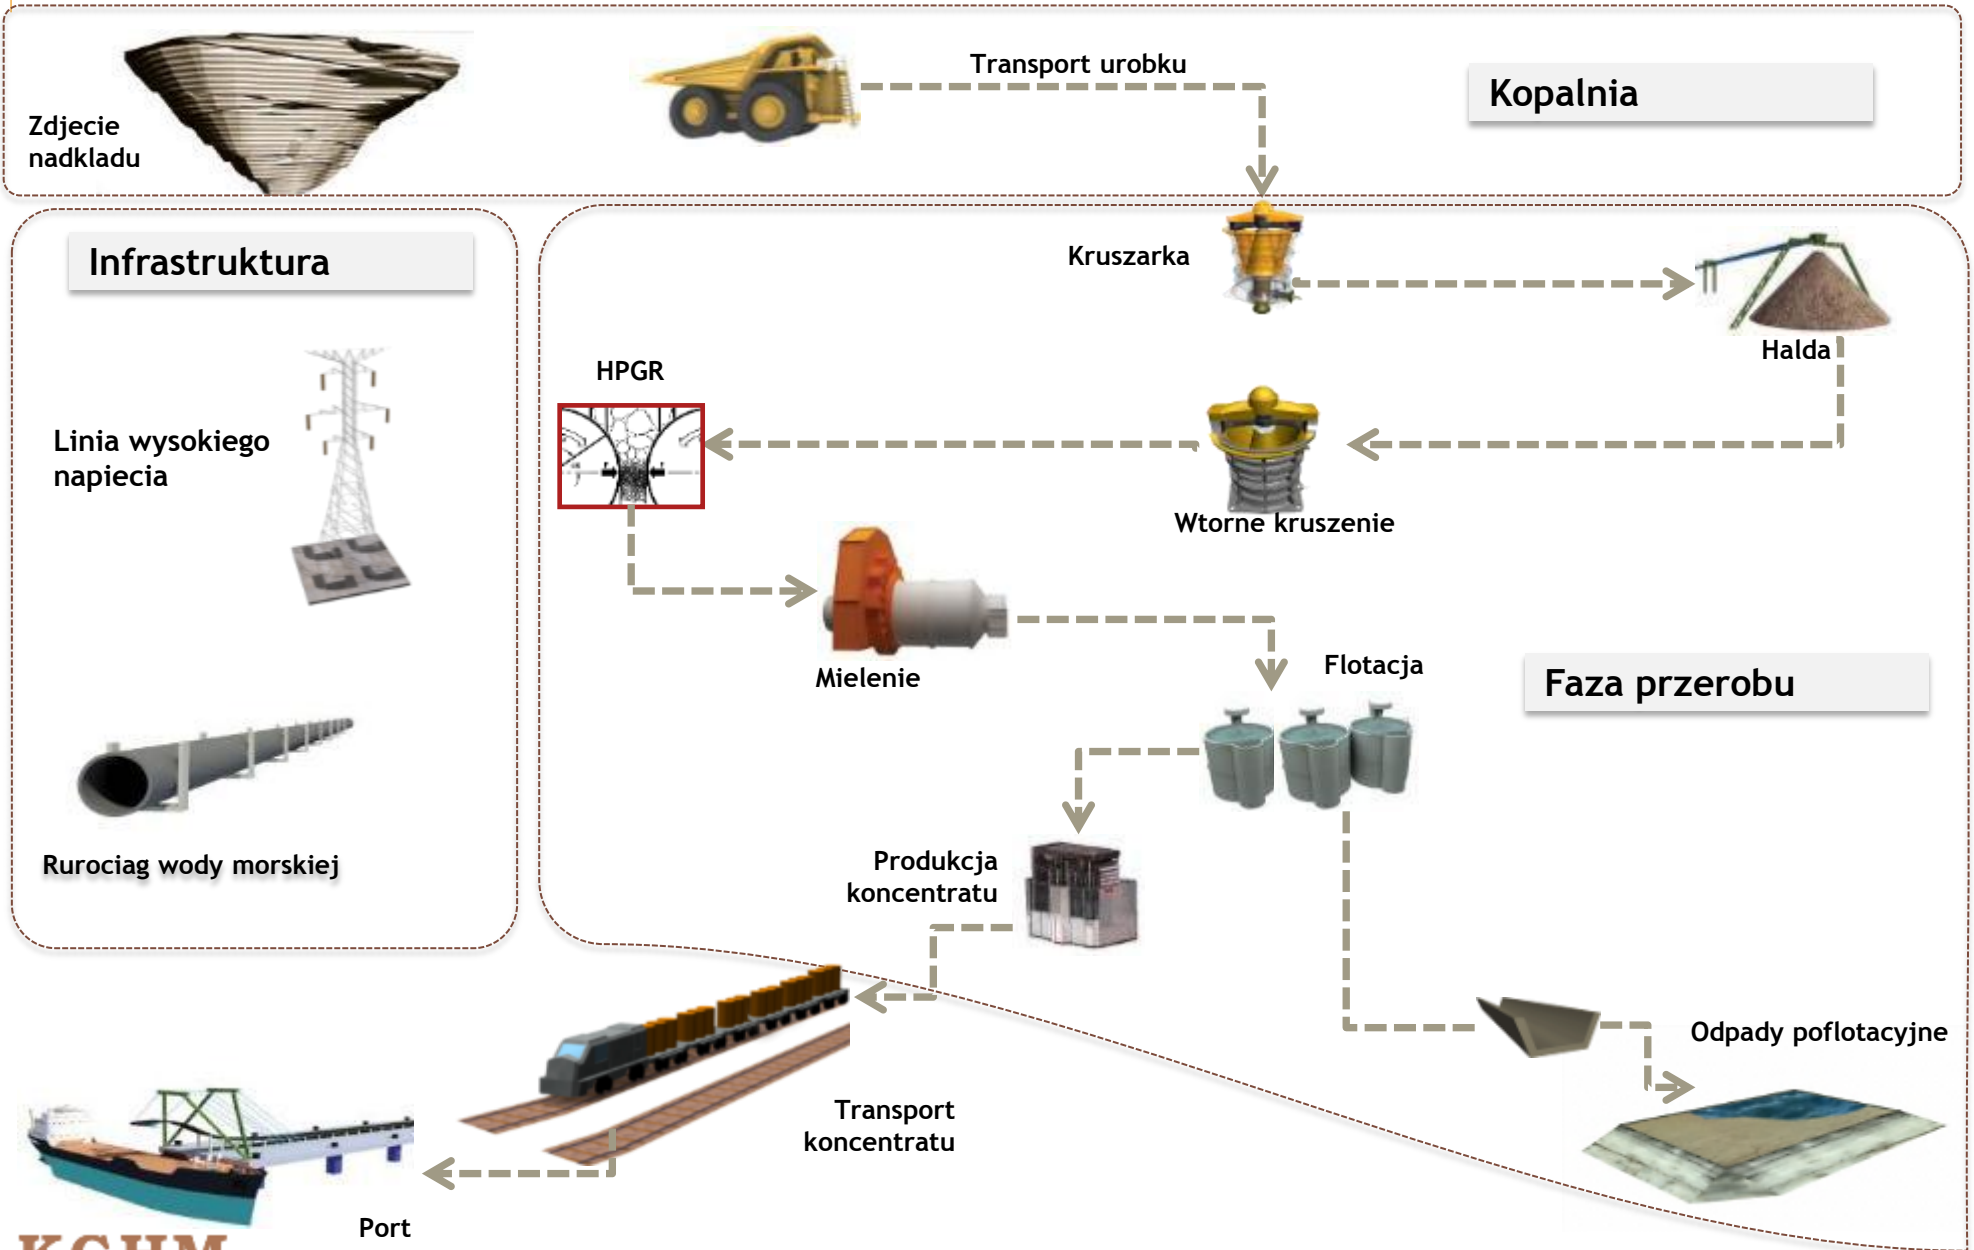 Transport urobku
Kopalnia
Zdjecie
nadkladu
Infrastruktura
Kruszarka
Halda
HPGR
Linia wysokiego
napiecia
Wtorne kruszenie
Mielenie
Flotacja
Faza przerobu
Rurociag wody morskiej
Produkcja
koncentratu
Odpady poflotacyjne
Transport
koncentratu
Port
KGHM